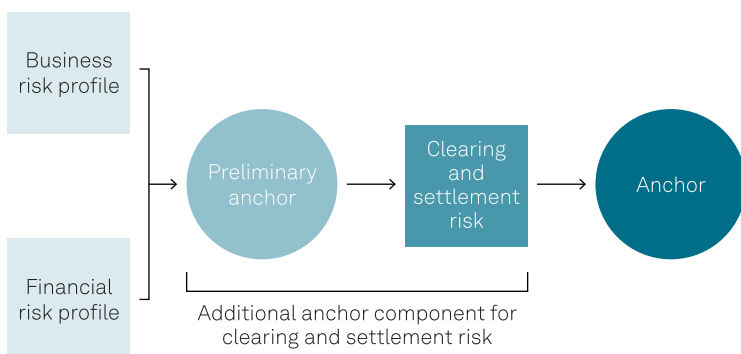 Business
risk profile
Financial
risk profile
Preliminary
anchor
Clearing
and
settlement
risk
Anchor
Additional anchor component for
clearing and settlement risk